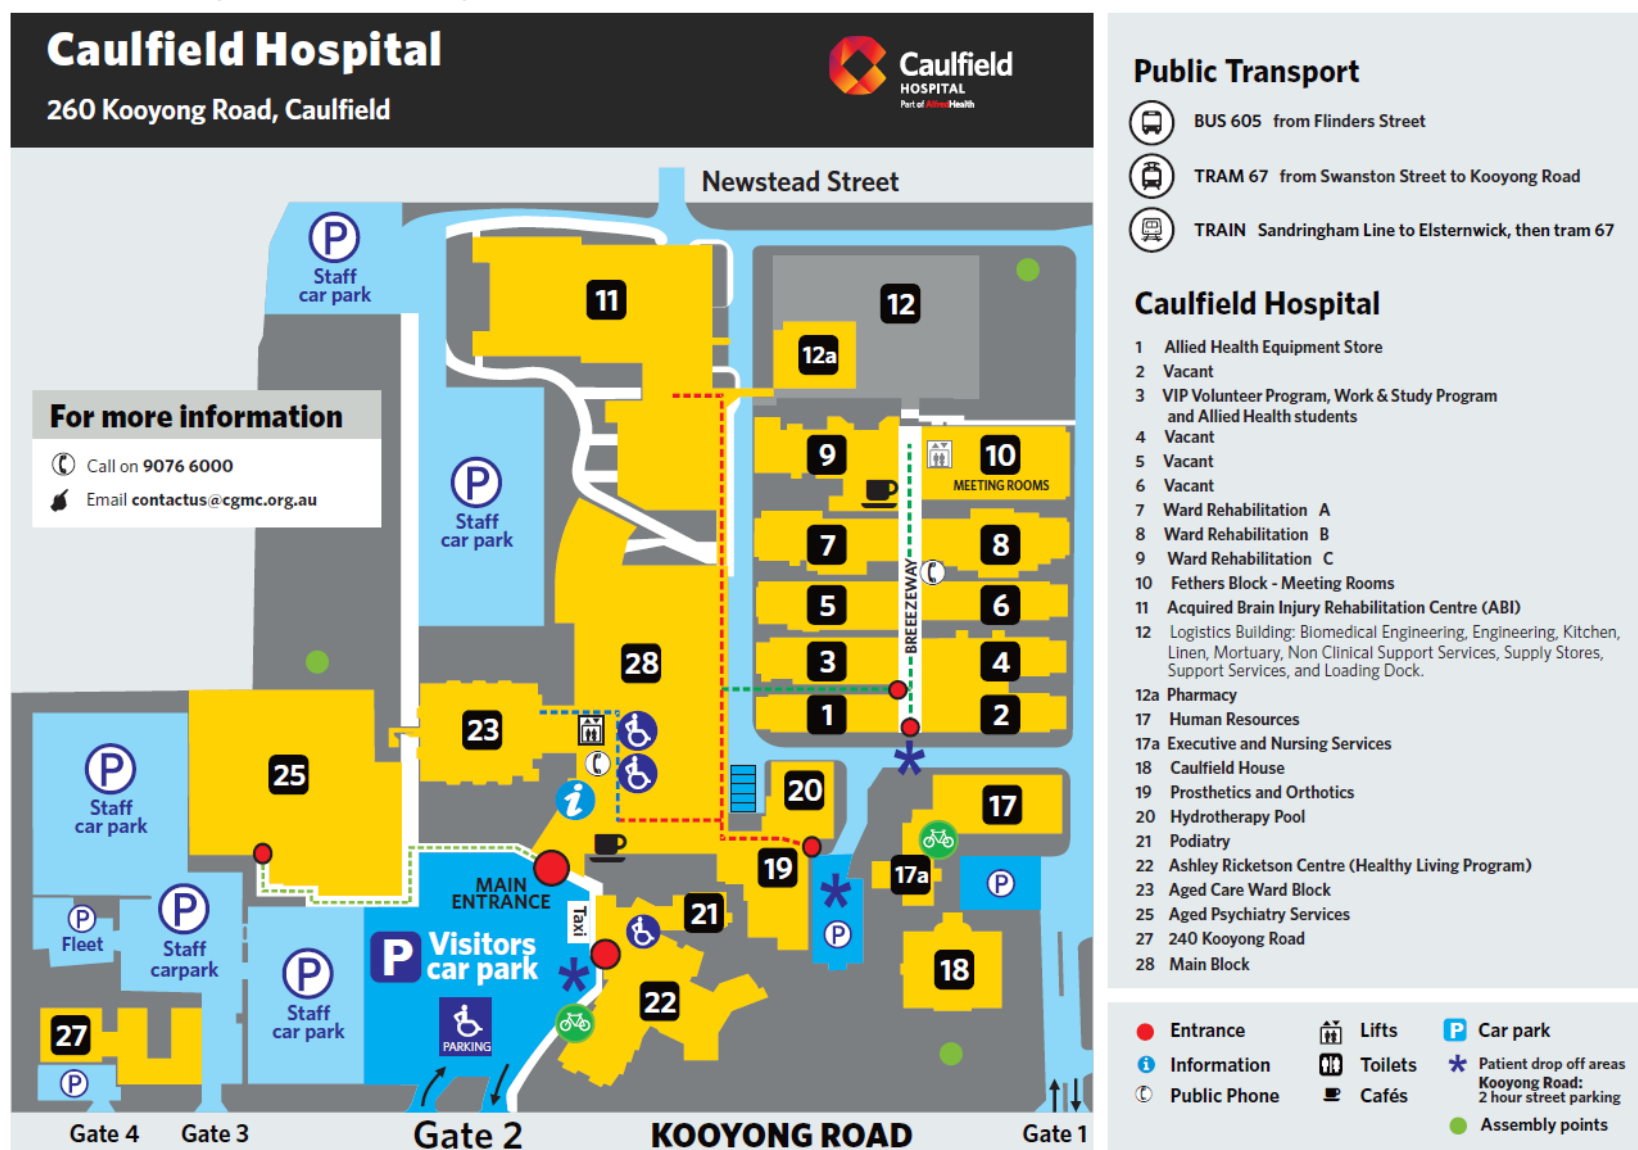 Caulfield Hospital
260 Kooyong Road, Caulfield
Caulfield
HOSPITAL
Part of AlfredHealth
Newstead Street
P
Staff
car park
11
12
12a
For more information
Call on 9076 6000
Email contactus@cgmc.org.au
P
Staff
car park
9
10
MEETING ROOMS
7
8
BREEEZEWAY
5
6
3
4
28
1
2
23
25
P
Staff
car park
i
20
17
19
17a
P
MAIN
ENTRANCE
Taxi
21
P
Fleet
P
Staff
carpark
P
Visitors
car park
P
18
P
Staff
car park
22
PARKING
27
P
Gate 4
Gate 3
Gate 2
KOOYONG ROAD
Gate 1
Public Transport
BUS 605 from Flinders Street
TRAM 67 from Swanston Street to Kooyong Road
TRAIN Sandringham Line to Elsternwick, then tram 67
Caulfield Hospital
1 Allied Health Equipment Store
2 Vacant
3 VIP Volunteer Program, Work & Study Program
and Allied Health students
4 Vacant
5 Vacant
6 Vacant
7 Ward Rehabilitation A
8 Ward Rehabilitation B
9 Ward Rehabilitation C
10 Fethers Block - Meeting Rooms
11 Acquired Brain Injury Rehabilitation Centre (ABI)
12 Logistics Building: Biomedical Engineering, Engineering, Kitchen,
Linen, Mortuary, Non Clinical Support Services, Supply Stores,
Support Services, and Loading Dock.
12a Pharmacy
17 Human Resources
17a Executive and Nursing Services
18 Caulfield House
19 Prosthetics and Orthotics
20 Hydrotherapy Pool
21 Podiatry
22 Ashley Ricketson Centre (Healthy Living Program)
23 Aged Care Ward Block
25 Aged Psychiatry Services
27 240 Kooyong Road
28 Main Block
Entrance
Lifts
P Car park
i Information
Toilets
Patient drop off areas
Kooyong Road:
2 hour street parking
Public Phone
Cafés
Assembly points